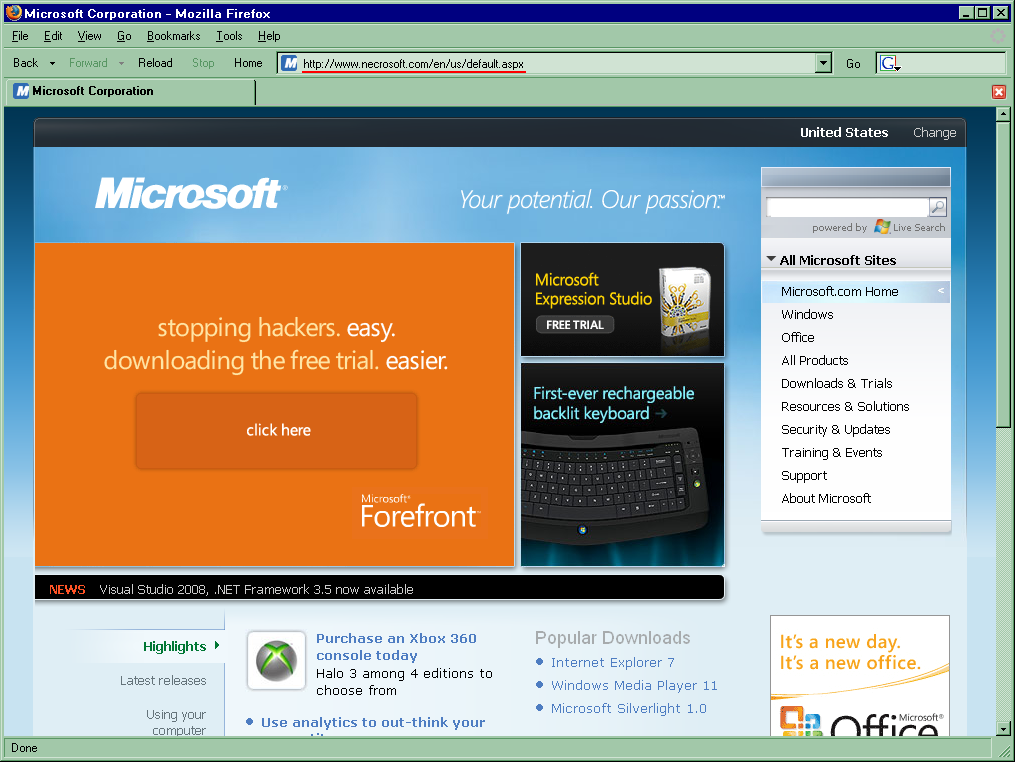 Microsoft Corporation - Mozilla Firefox
File Edit View Go Bookmarks Tools Help
Back Forward Reload Stop Home http://www.necrosoft.com/en/us/default.aspx Go G
Microsoft Corporation
United States Change
Microsoft®
Your potential. Our passion.™
powered by Live Search
All Microsoft Sites
Microsoft.com Home <
Windows
Office
All Products
Downloads & Trials
Resources & Solutions
Security & Updates
Training & Events
Support
About Microsoft
stopping hackers. easy.
downloading the free trial. easier.
click here
Microsoft®
Forefront™
Microsoft
Expression Studio
FREE TRIAL
First-ever rechargeable
backlit keyboard →
NEWS Visual Studio 2008, .NET Framework 3.5 now available
Highlights
Latest releases
Using your
computer
Purchase an Xbox 360
console today
Halo 3 among 4 editions to
choose from
Use analytics to out-think your
Popular Downloads
Internet Explorer 7
Windows Media Player 11
Microsoft Silverlight 1.0
It's a new day.
It's a new office.
Microsoft®
Office
Done